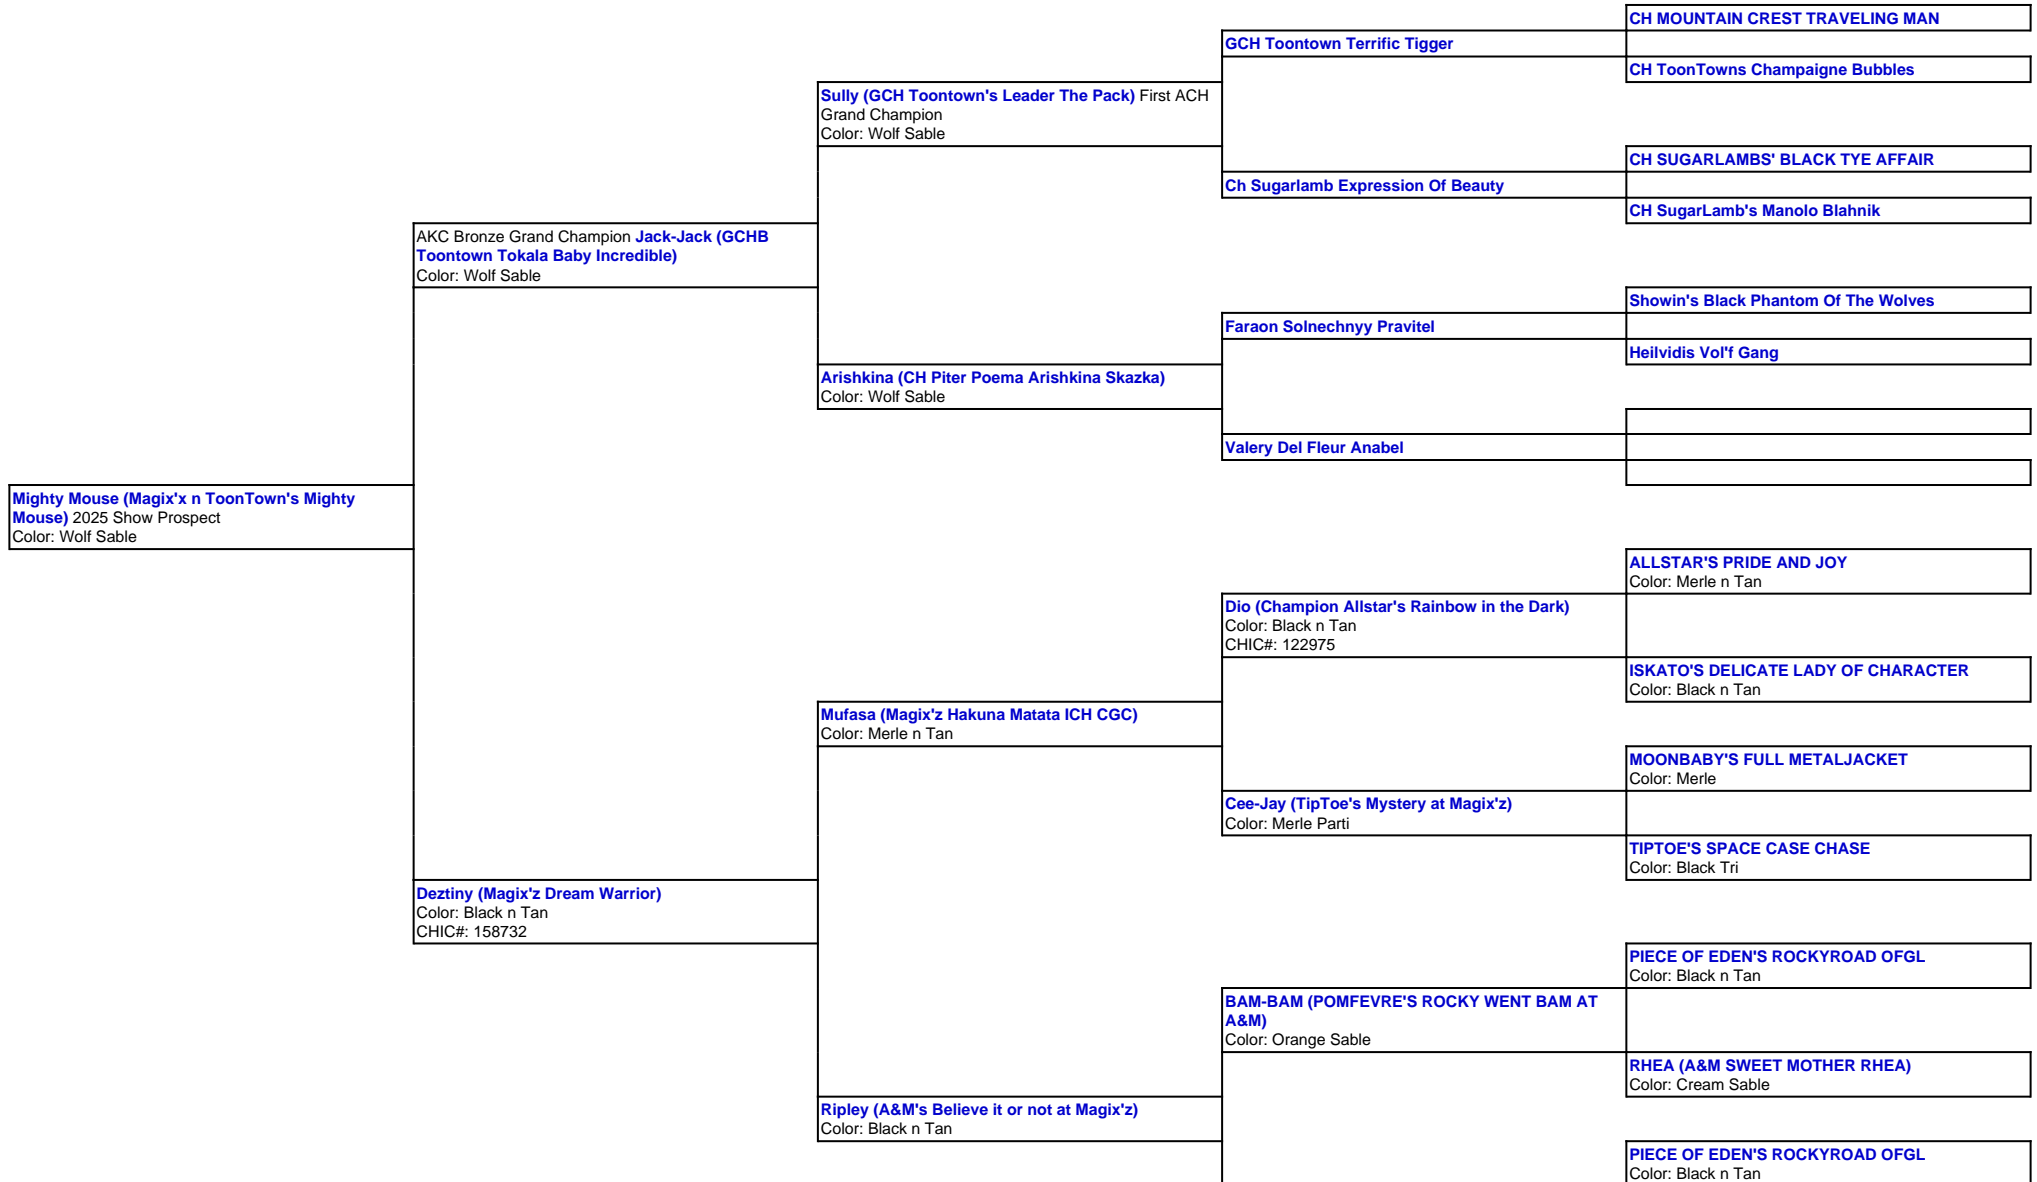 CH MOUNTAIN CREST TRAVELING MAN
GCH Toontown Terrific Tigger
CH ToonTowns Champaigne Bubbles
Sully (GCH Toontown's Leader The Pack) First ACH
Grand Champion
Color: Wolf Sable
CH SUGARLAMBS' BLACK TYE AFFAIR
Ch Sugarlamb Expression Of Beauty
CH SugarLamb's Manolo Blahnik
AKC Bronze Grand Champion Jack-Jack (GCHB
Toontown Tokala Baby Incredible)
Color: Wolf Sable
Showin's Black Phantom Of The Wolves
Faraon Solnechnyy Pravitel
Heilvidis Vol'f Gang
Arishkina (CH Piter Poema Arishkina Skazka)
Color: Wolf Sable
Valery Del Fleur Anabel
Mighty Mouse (Magix'x n ToonTown's Mighty
Mouse) 2025 Show Prospect
Color: Wolf Sable
ALLSTAR'S PRIDE AND JOY
Color: Merle n Tan
Dio (Champion Allstar's Rainbow in the Dark)
Color: Black n Tan
CHIC#: 122975
ISKATO'S DELICATE LADY OF CHARACTER
Color: Black n Tan
Mufasa (Magix'z Hakuna Matata ICH CGC)
Color: Merle n Tan
MOONBABY'S FULL METALJACKET
Color: Merle
Cee-Jay (TipToe's Mystery at Magix'z)
Color: Merle Parti
TIPTOE'S SPACE CASE CHASE
Color: Black Tri
Deztiny (Magix'z Dream Warrior)
Color: Black n Tan
CHIC#: 158732
PIECE OF EDEN'S ROCKYROAD OFGL
Color: Black n Tan
BAM-BAM (POMFEVRE'S ROCKY WENT BAM AT
A&M)
Color: Orange Sable
RHEA (A&M SWEET MOTHER RHEA)
Color: Cream Sable
Ripley (A&M's Believe it or not at Magix'z)
Color: Black n Tan
PIECE OF EDEN'S ROCKYROAD OFGL
Color: Black n Tan